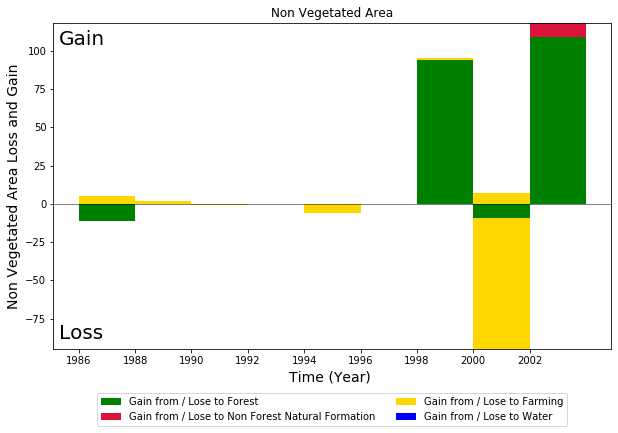 Non Vegetated Area
Gain
Loss
Non Vegetated Area Loss and Gain
100
75
50
25
0
−25
−50
−75
1986 1988 1990 1992 1994 1996 1998 2000 2002
Time (Year)
Gain from / Lose to Forest
Gain from / Lose to Non Forest Natural Formation
Gain from / Lose to Farming
Gain from / Lose to Water